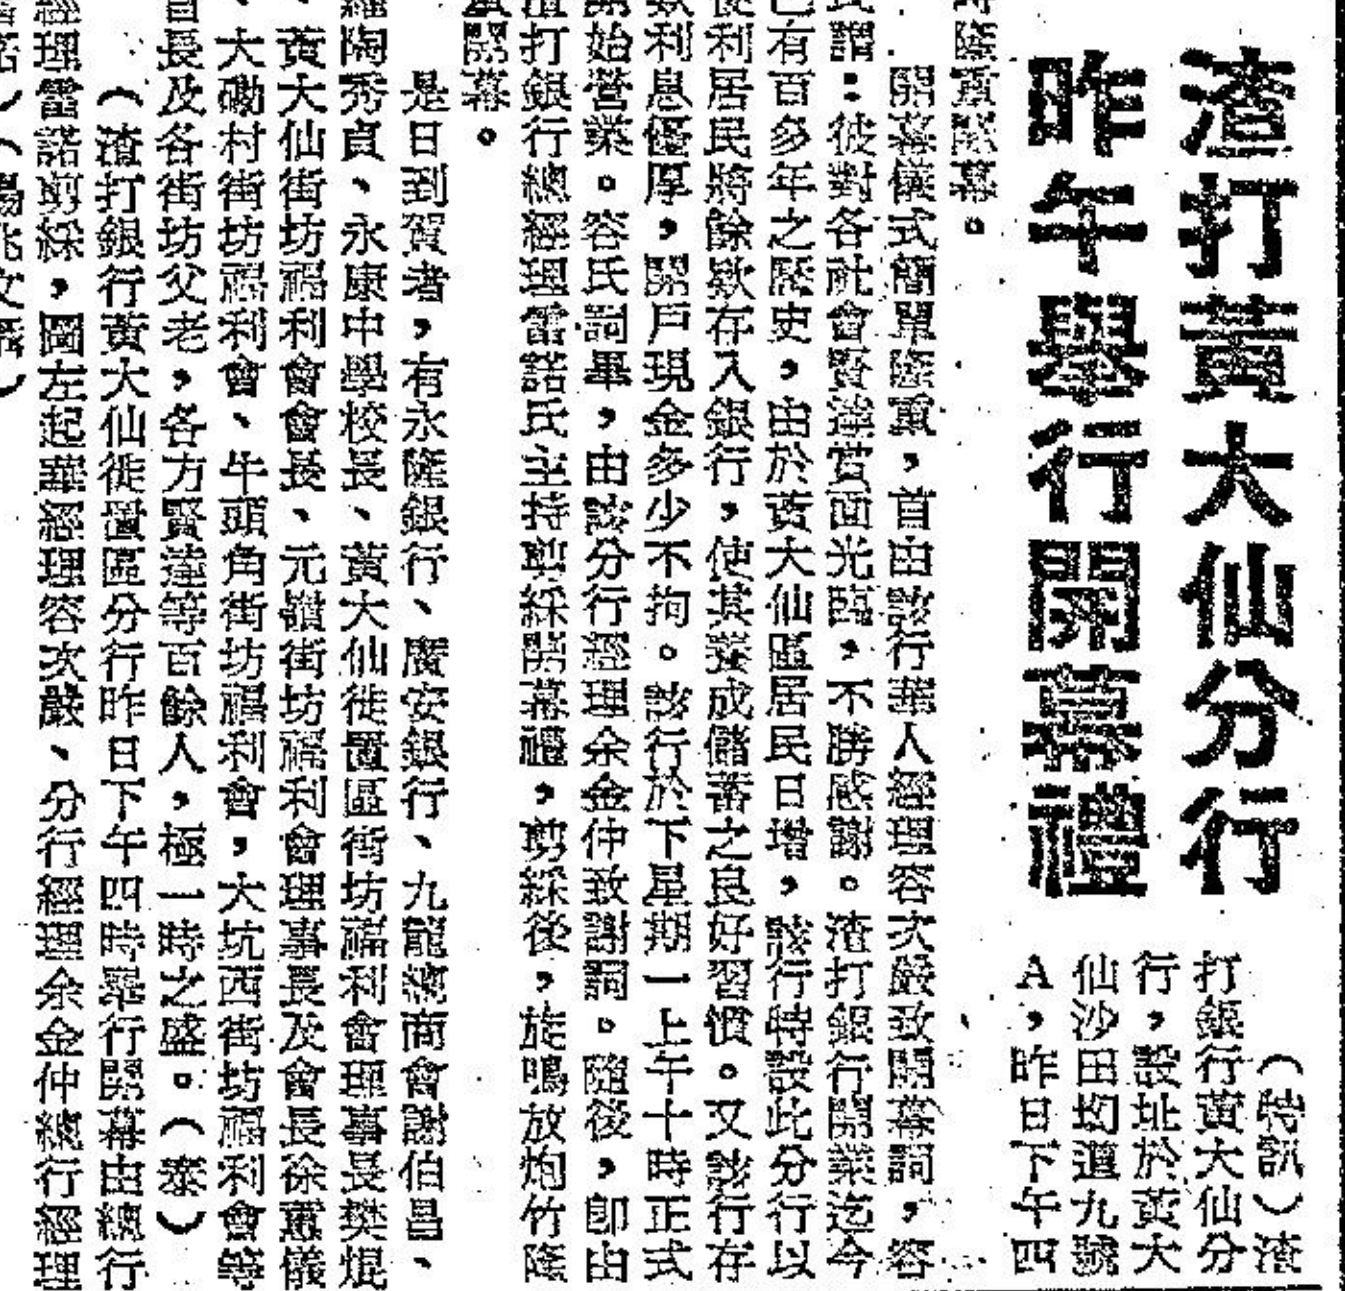 渣打黃大仙分行
昨午舉行開幕禮
（特訊）渣
打銀行黃大仙分
行，設址於黃大
仙沙田坳道九號
A，昨日下午四
時隆重開幕。
開幕儀式簡單隆重，首由該行華人經理容次嚴致開幕詞，容
氏謂：彼對各社會賢達賞面光臨，不勝感謝。渣打銀行開業迄今
已有百多年之歷史，由於黃大仙區居民日增，該行特設此分行以
便利居民將餘欵存入銀行，使其養成儲蓄之良好習慣。又該行存
欵利息優厚，開戶現金多少不拘。該行於下星期一上午十時正式
開始營業。容氏詞畢，由該分行經理余金仲致謝詞。隨後，即由
渣打銀行總經理雷諾氏主持剪綵開幕禮，剪綵後，旋鳴放炮竹隆
重開幕。
是日到賀者，有永隆銀行、廣安銀行、九龍總商會謝伯昌、
經陶秀貞、永康中學校長、黃大仙徙置區街坊福利會理事長樊焜
、黃大仙街坊福利會會長、元嶺街坊福利會理事長及會長徐蕙儀
、大磡村街坊福利會、牛頭角街坊福利會，大坑西街坊福利會等
首長及各街坊父老，各方賢達等百餘人，極一時之盛。（泰）
（渣打銀行黃大仙徙置區分行昨日下午四時舉行開幕由總行
經理雷諾剪綵，圖左起華經理容次嚴、分行經理余金仲總行經理
雷諾）（楊兆文攝）